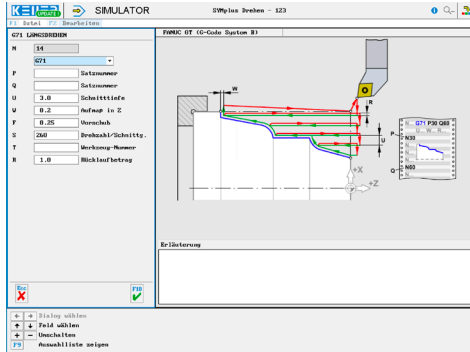 KELLER UPDATE! SIMULATOR SYMplus Drehen - 123
F1 Datei F2 Bearbeiten
G71 LÄNGSDREHEN
FANUC 0T (G-Code System B)
N 14
G71
P Satznummer
Q Satznummer
U 3.0 Schnitttiefe
W 0.2 Aufmaß in Z
F 0.25 Vorschub
S 260 Drehzahl/Schnittg.
T Werkzeug-Nummer
R 1.0 Rücklaufbetrag
W
R
U
+X
+Z
N... G71 P30 Q60
U... W... R...
P N30
N...
N...
Q N60
N...
Erläuterung
Esc
F10
Dialog wählen
Feld wählen
+ - Umschalten
F9 Auswahlliste zeigen